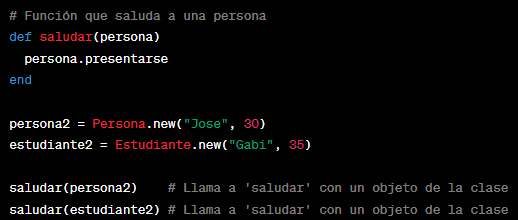 # Función que saluda a una persona
def saludar(persona)
  persona.presentarse
end

persona2 = Persona.new("Jose", 30)
estudiante2 = Estudiante.new("Gabi", 35)

saludar(persona2)    # Llama a 'saludar' con un objeto de la clase
saludar(estudiante2) # Llama a 'saludar' con un objeto de la clase